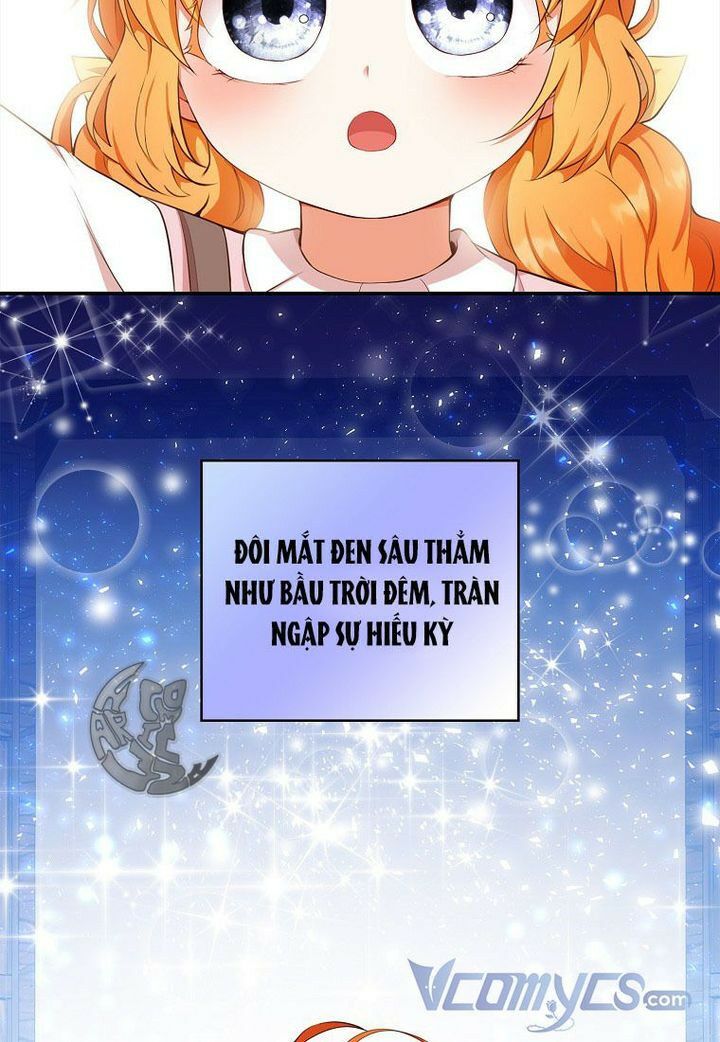 ĐÔI MẮT ĐEN SÂU THẲM
NHƯ BẦU TRỜI ĐÊM, TRÀN
NGẬP SỰ HIẾU KỲ
VCOMYCS.com